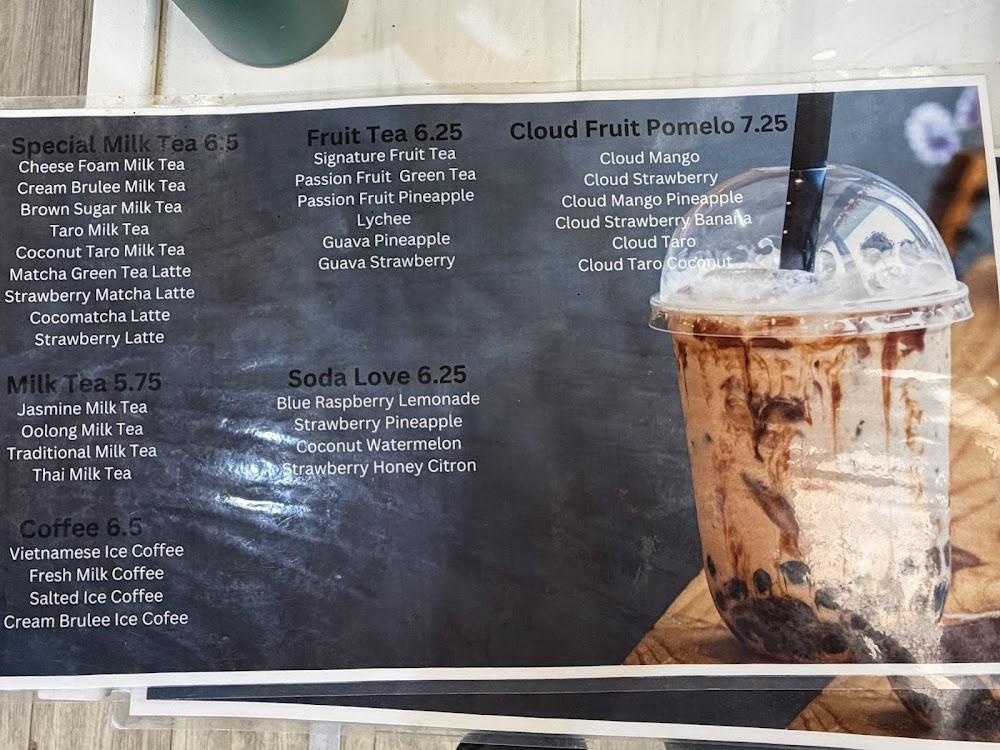 Special Milk Tea 6.5
Cheese Foam Milk Tea
Cream Brulee Milk Tea
Brown Sugar Milk Tea
Taro Milk Tea
Coconut Taro Milk Tea
Matcha Green Tea Latte
Strawberry Matcha Latte
Cocomatcha Latte
Strawberry Latte
Milk Tea 5.75
Jasmine Milk Tea
Oolong Milk Tea
Traditional Milk Tea
Thai Milk Tea
Coffee 6.5
Vietnamese Ice Coffee
Fresh Milk Coffee
Salted Ice Coffee
Cream Brulee Ice Cofee
Fruit Tea 6.25
Signature Fruit Tea
Passion Fruit Green Tea
Passion Fruit Pineapple
Lychee
Guava Pineapple
Guava Strawberry
Soda Love 6.25
Blue Raspberry Lemonade
Strawberry Pineapple
Coconut Watermelon
Strawberry Honey Citron
Cloud Fruit Pomelo 7.25
Cloud Mango
Cloud Strawberry
Cloud Mango Pineapple
Cloud Strawberry Banana
Cloud Taro
Cloud Taro Coconut